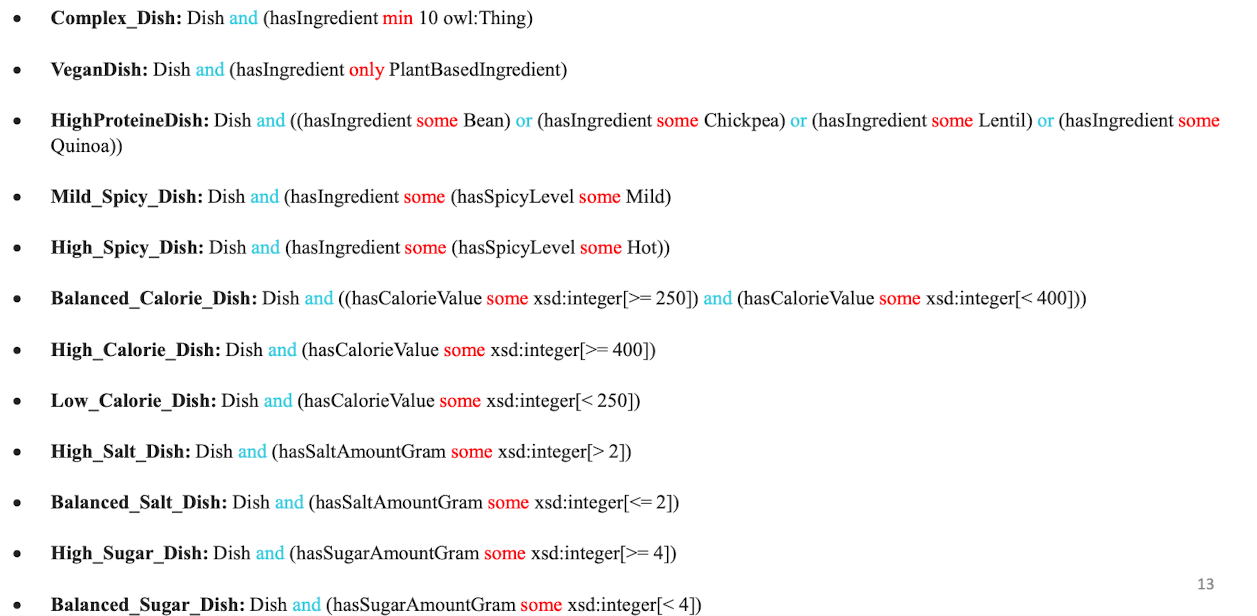 • Complex_Dish: Dish and (hasIngredient min 10 owl:Thing)
• VeganDish: Dish and (hasIngredient only PlantBasedIngredient)
• HighProteineDish: Dish and ((hasIngredient some Bean) or (hasIngredient some Chickpea) or (hasIngredient some Lentil) or (hasIngredient some
Quinoa))
• Mild_Spicy_Dish: Dish and (hasIngredient some (hasSpicyLevel some Mild)
• High_Spicy_Dish: Dish and (hasIngredient some (hasSpicyLevel some Hot))
• Balanced_Calorie_Dish: Dish and ((hasCalorieValue some xsd:integer[>= 250]) and (hasCalorieValue some xsd:integer[< 400]))
• High_Calorie_Dish: Dish and (hasCalorieValue some xsd:integer[>= 400])
• Low_Calorie_Dish: Dish and (hasCalorieValue some xsd:integer[< 250])
• High_Salt_Dish: Dish and (hasSaltAmountGram some xsd:integer[> 2])
• Balanced_Salt_Dish: Dish and (hasSaltAmountGram some xsd:integer[<= 2])
• High_Sugar_Dish: Dish and (hasSugarAmountGram some xsd:integer[>= 4])
• Balanced_Sugar_Dish: Dish and (hasSugarAmountGram some xsd:integer[< 4])
13